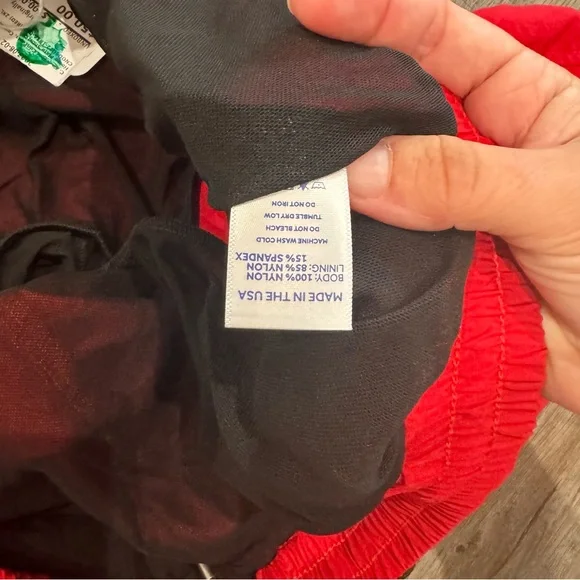 MADE IN THE USA
BODY: 100% NYLON
LINING: 85% NYLON
15% SPANDEX
MACHINE WASH COLD
DO NOT BLEACH
TUMBLE DRY LOW
DO NOT IRON